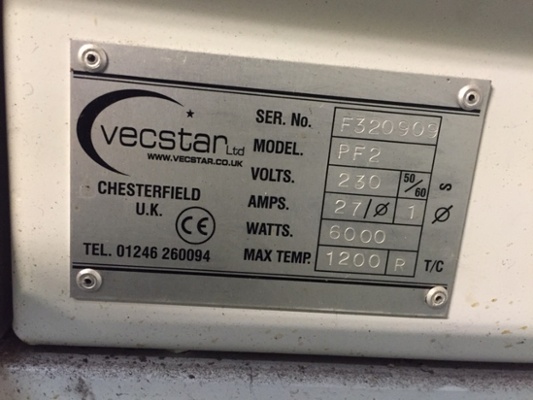 vecstar Ltd
WWW.VECSTAR.CO.UK
CHESTERFIELD
U.K.
CE
TEL. 01246 260094
SER. No. F320909
MODEL. PF2
VOLTS. 230 50/60 S
AMPS. 27/Ø 1 Ø
WATTS. 6000
MAX TEMP. 1200 R T/C